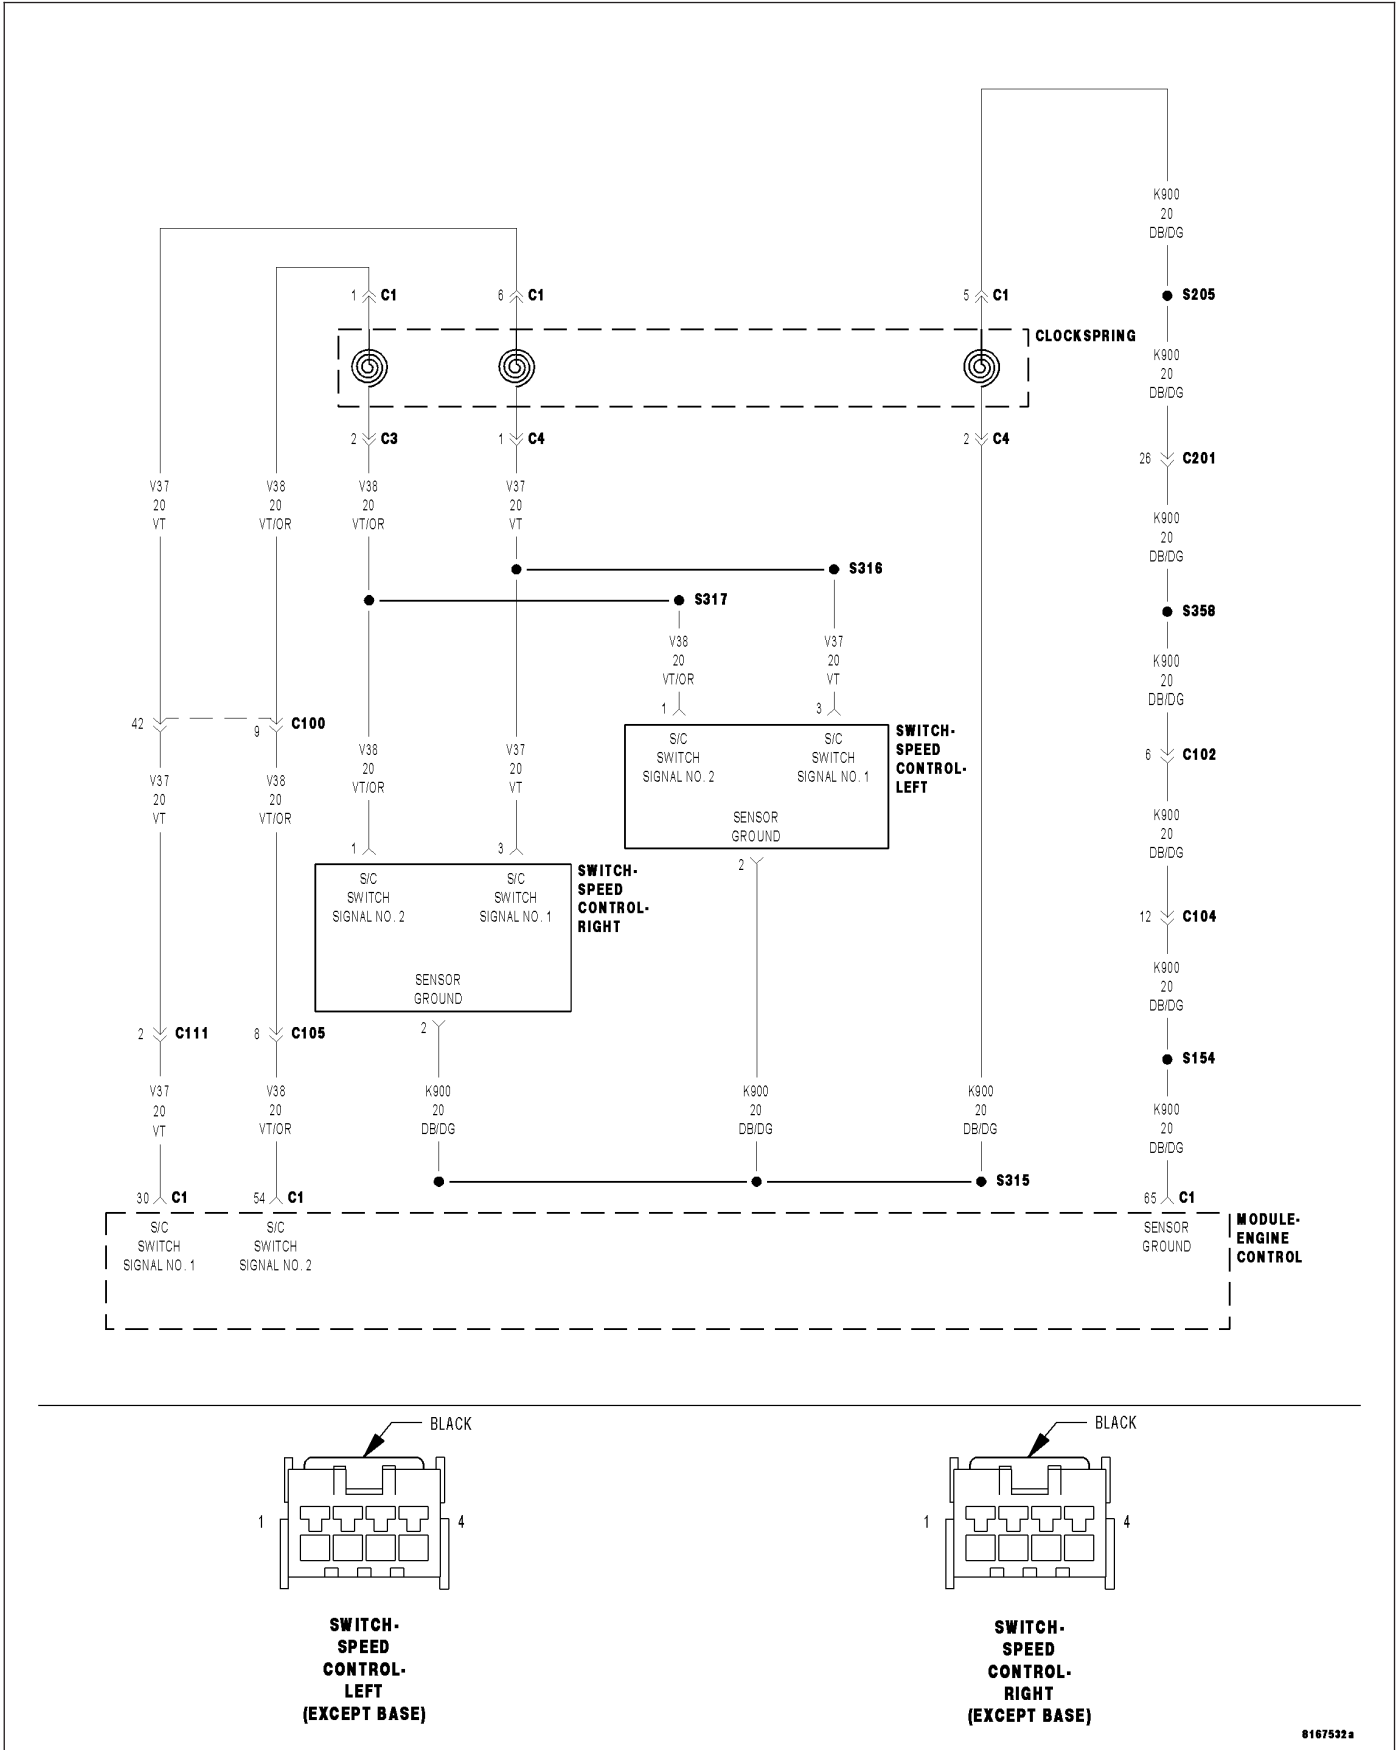 K900
20
DB/DG
1 C1
6 C1
5 C1
S205
CLOCKSPRING
K900
20
DB/DG
2 C3
1 C4
2 C4
26 C201
V37
20
VT
V38
20
VT/OR
V38
20
VT/OR
V37
20
VT
K900
20
DB/DG
S316
S317
S358
V38
20
VT/OR
V37
20
VT
K900
20
DB/DG
1
3
42
9 C100
SWITCH-
SPEED
CONTROL-
LEFT
S/C
SWITCH
SIGNAL NO. 2
S/C
SWITCH
SIGNAL NO. 1
SENSOR
GROUND
2
6 C102
V37
20
VT
V38
20
VT/OR
V38
20
VT/OR
V37
20
VT
K900
20
DB/DG
1
3
SWITCH-
SPEED
CONTROL-
RIGHT
S/C
SWITCH
SIGNAL NO. 2
S/C
SWITCH
SIGNAL NO. 1
SENSOR
GROUND
2
12 C104
K900
20
DB/DG
2 C111
8 C105
S154
V37
20
VT
V38
20
VT/OR
K900
20
DB/DG
K900
20
DB/DG
K900
20
DB/DG
K900
20
DB/DG
S315
30 C1
54 C1
65 C1
S/C
SWITCH
SIGNAL NO. 1
S/C
SWITCH
SIGNAL NO. 2
SENSOR
GROUND
MODULE-
ENGINE
CONTROL
BLACK
1
4
SWITCH-
SPEED
CONTROL-
LEFT
(EXCEPT BASE)
BLACK
1
4
SWITCH-
SPEED
CONTROL-
RIGHT
(EXCEPT BASE)
8167532a